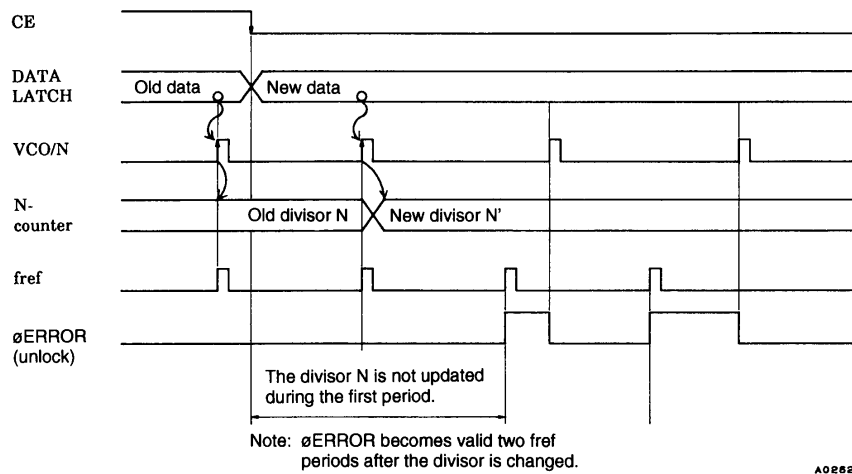 CE
DATA
LATCH
Old data
New data
VCO/N
N-
counter
Old divisor N
New divisor N'
fref
øERROR
(unlock)
The divisor N is not updated
during the first period.
Note: øERROR becomes valid two fref
periods after the divisor is changed.
A0262